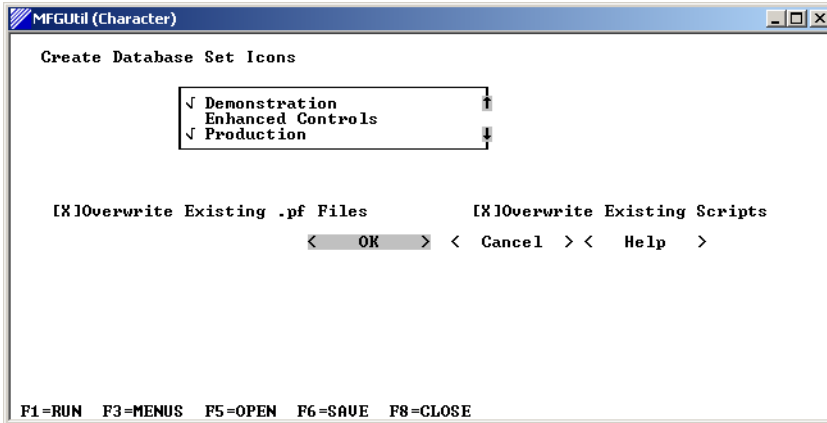 MFGUtil (Character)
Create Database Set Icons
√ Demonstration
Enhanced Controls
√ Production
[X]Overwrite Existing .pf Files [X]Overwrite Existing Scripts
< OK > < Cancel > < Help >
F1=RUN F3=MENUS F5=OPEN F6=SAVE F8=CLOSE